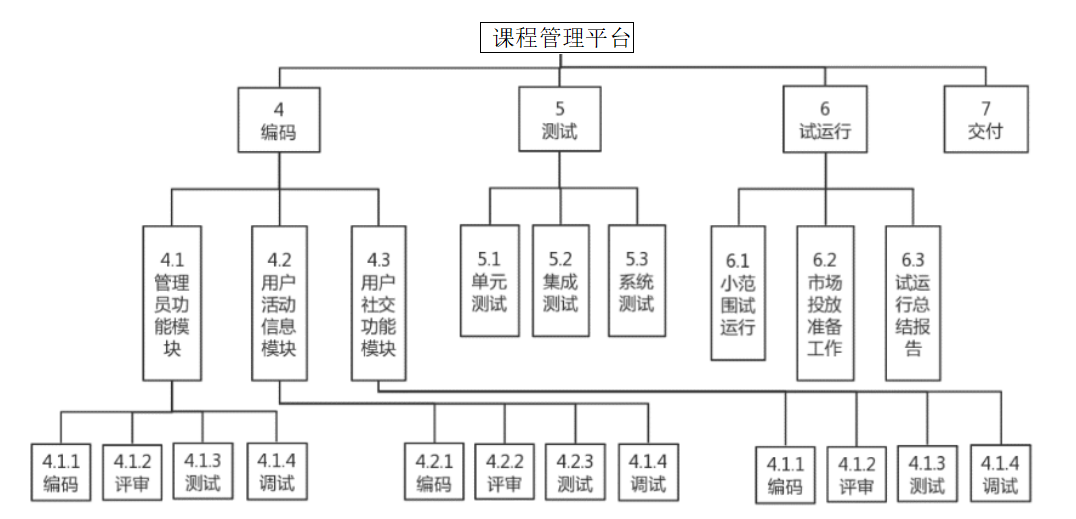 课程管理平台
4
编码
5
测试
6
试运行
7
交付
4.1
管理
员功
能模
块
4.2
用户
活动
信息
模块
4.3
用户
社交
功能
模块
5.1
单元
测试
5.2
集成
测试
5.3
系统
测试
6.1
小范
围试
运行
6.2
市场
投放
准备
工作
6.3
试运
行总
结报
告
4.1.1
编码
4.1.2
评审
4.1.3
测试
4.1.4
调试
4.2.1
编码
4.2.2
评审
4.2.3
测试
4.1.4
调试
4.1.1
编码
4.1.2
评审
4.1.3
测试
4.1.4
调试